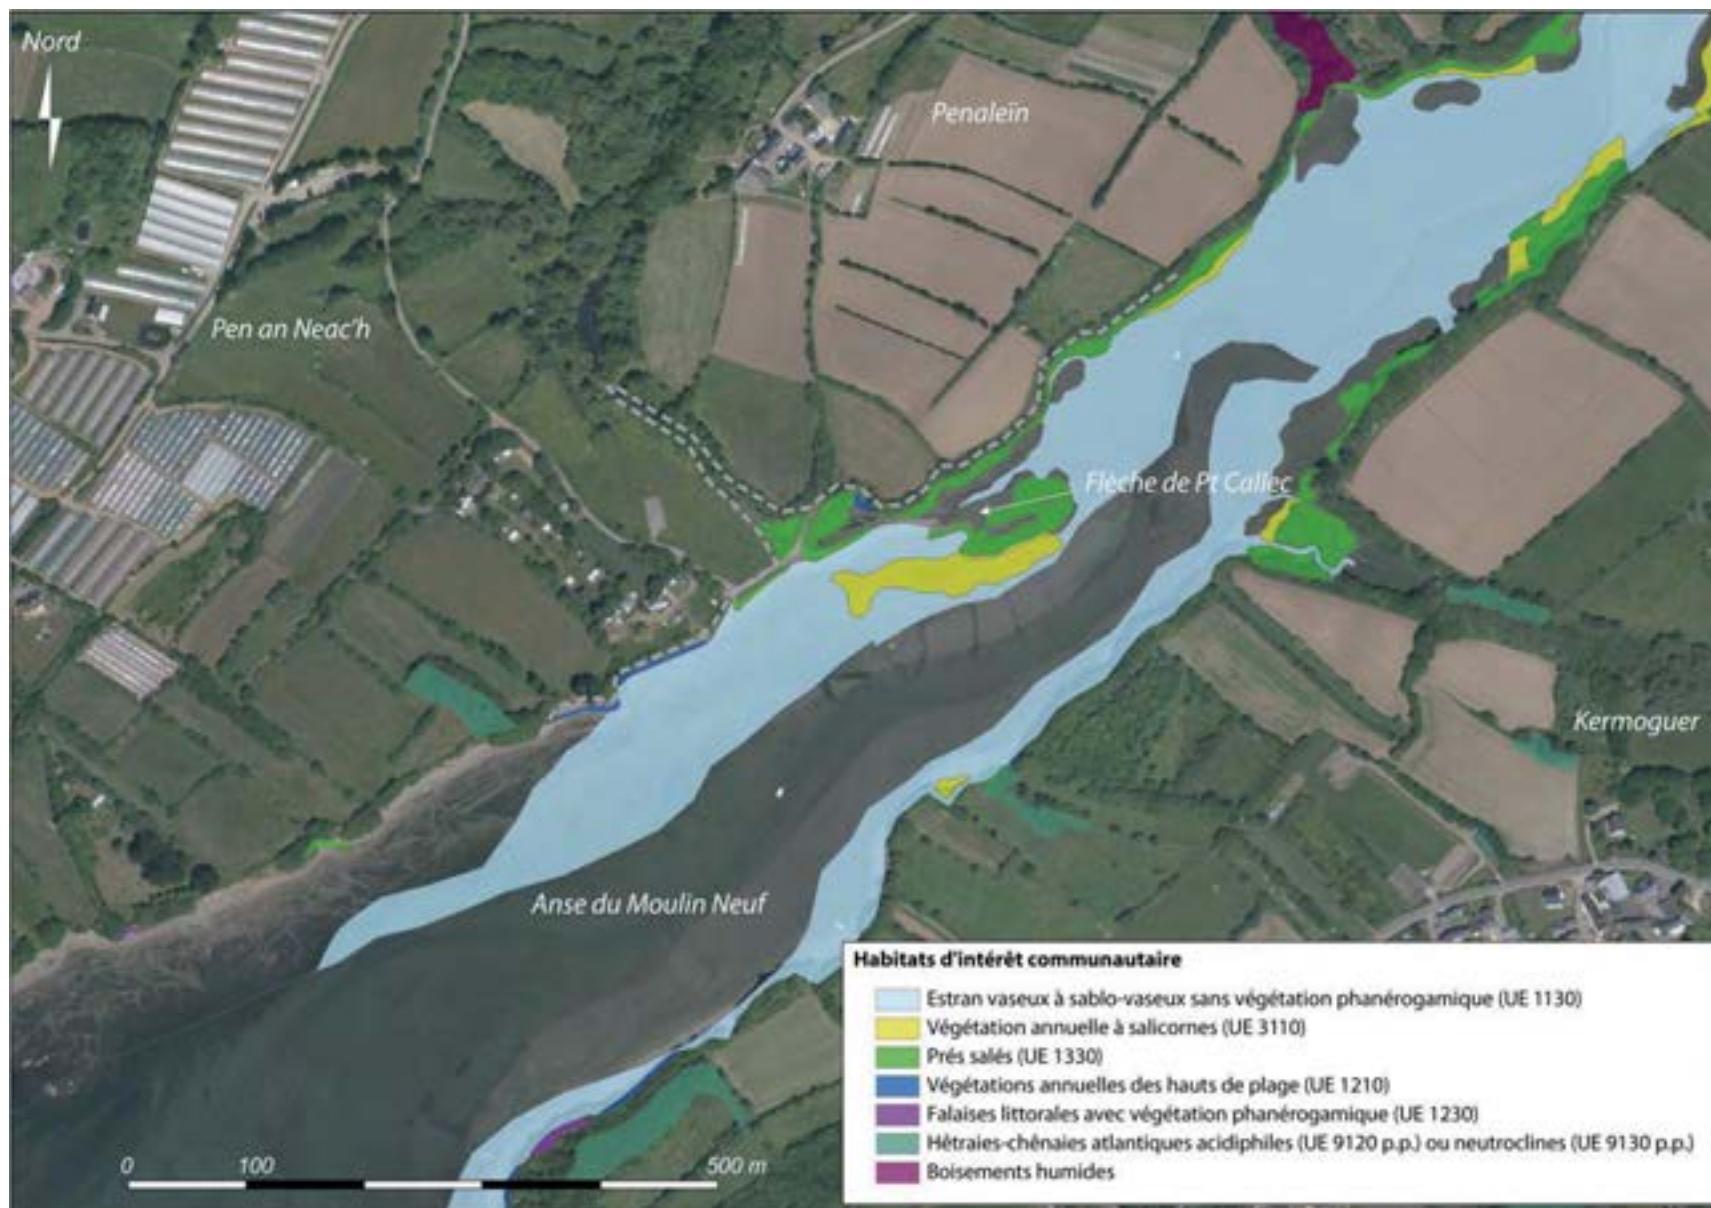 Nord
Penaleïn
Pen an Neac'h
Flèche de Pt Callec
Kermoguer
Anse du Moulin Neuf
Habitats d'intérêt communautaire
Estran vaseux à sablo-vaseux sans végétation phanérogamique (UE 1130)
Végétation annuelle à salicornes (UE 3110)
Prés salés (UE 1330)
Végétations annuelles des hauts de plage (UE 1210)
Falaises littorales avec végétation phanérogamique (UE 1230)
Hêtraies-chênaies atlantiques acidiphiles (UE 9120 p.p.) ou neutroclines (UE 9130 p.p.)
Boisements humides
0 100 500 m